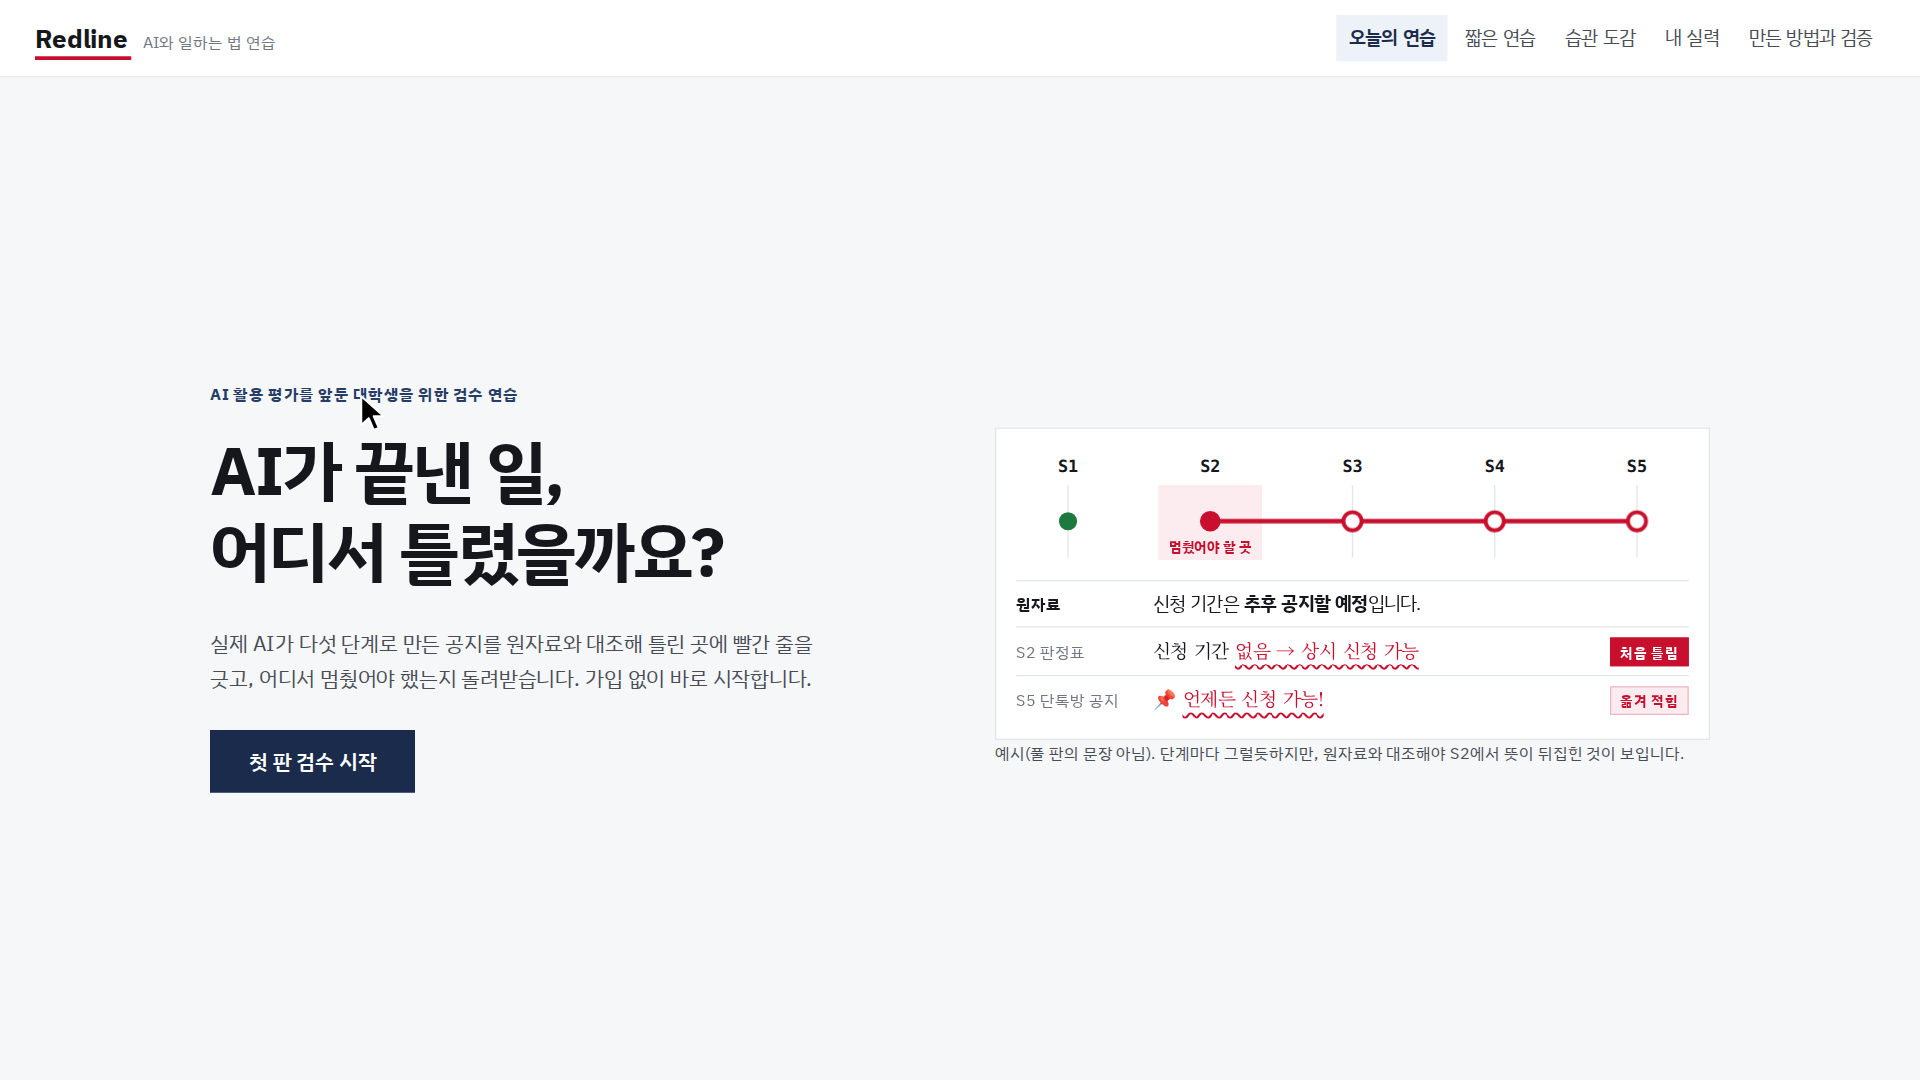 Redline AI와 일하는 법 연습
오늘의 연습 짧은 연습 습관 도감 내 실력 만든 방법과 검증
AI 활용 평가를 앞둔 대학생을 위한 검수 연습
AI가 끝낸 일,
어디서 틀렸을까요?
실제 AI가 다섯 단계로 만든 공지를 원자료와 대조해 틀린 곳에 빨간 줄을
긋고, 어디서 멈췄어야 했는지 돌려받습니다. 가입 없이 바로 시작합니다.
첫 판 검수 시작
S1 S2 S3 S4 S5
멈췄어야 할 곳
원자료 신청 기간은 추후 공지할 예정입니다.
S2 판정표 신청 기간 없음 → 상시 신청 가능 처음 틀림
S5 단톡방 공지 📌 언제든 신청 가능! 옮겨 적힘
예시(풀 판의 문장 아님). 단계마다 그럴듯하지만, 원자료와 대조해야 S2에서 뜻이 뒤집힌 것이 보입니다.